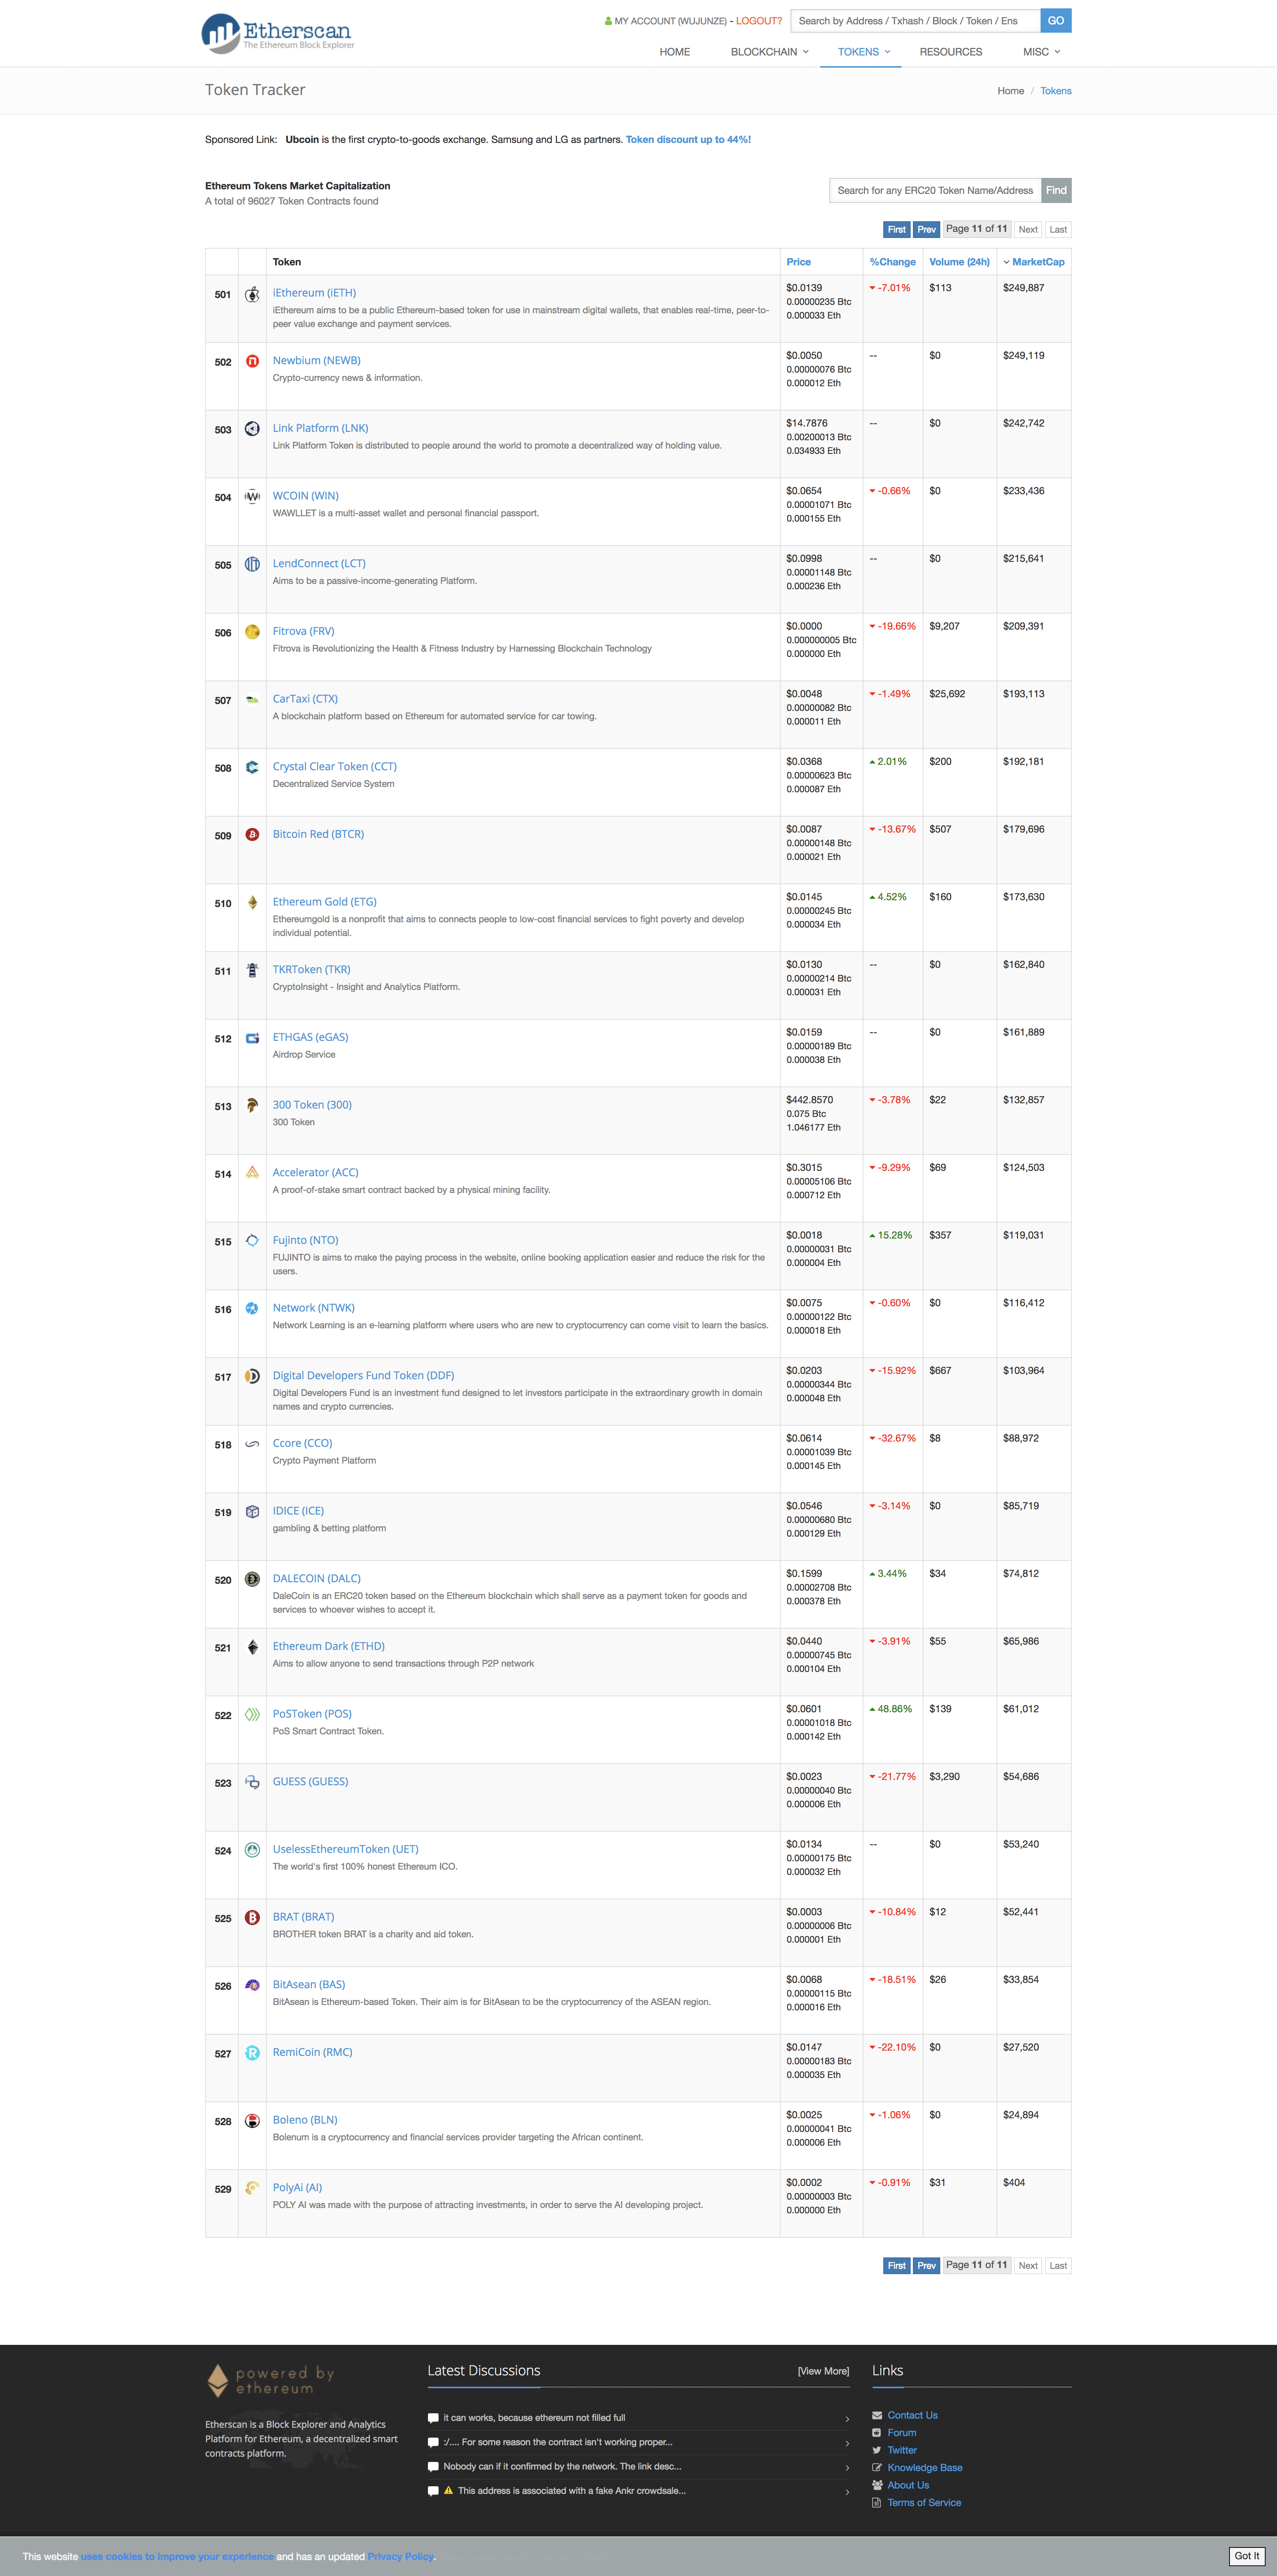 Etherscan
The Ethereum Block Explorer
MY ACCOUNT (WUJUNZE) - LOGOUT?
Search by Address / Txhash / Block / Token / Ens
GO
HOME BLOCKCHAIN TOKENS RESOURCES MISC
Token Tracker
Home / Tokens
Sponsored Link: Ubcoin is the first crypto-to-goods exchange. Samsung and LG as partners. Token discount up to 44%!
Ethereum Tokens Market Capitalization
A total of 96027 Token Contracts found
Search for any ERC20 Token Name/Address
Find
First Prev Page 11 of 11 Next Last
Token Price %Change Volume (24h) MarketCap
501 iEthereum (iETH) $0.0139 -7.01% $113 $249,887
iEthereum aims to be a public Ethereum-based token for use in mainstream digital wallets, that enables real-time, peer-to-
peer value exchange and payment services.
0.00000235 Btc
0.000033 Eth
502 Newbium (NEWB) $0.0050 -- $0 $249,119
Crypto-currency news & information.
0.00000076 Btc
0.000012 Eth
503 Link Platform (LNK) $14.7876 -- $0 $242,742
Link Platform Token is distributed to people around the world to promote a decentralized way of holding value.
0.00200013 Btc
0.034933 Eth
504 WCOIN (WIN) $0.0654 -0.66% $0 $233,436
WAWLLET is a multi-asset wallet and personal financial passport.
0.00001071 Btc
0.000155 Eth
505 LendConnect (LCT) $0.0998 -- $0 $215,641
Aims to be a passive-income-generating Platform.
0.00001148 Btc
0.000236 Eth
506 Fitrova (FRV) $0.0000 -19.66% $9,207 $209,391
Fitrova is Revolutionizing the Health & Fitness Industry by Harnessing Blockchain Technology
0.000000005 Btc
0.000000 Eth
507 CarTaxi (CTX) $0.0048 -1.49% $25,692 $193,113
A blockchain platform based on Ethereum for automated service for car towing.
0.00000082 Btc
0.000011 Eth
508 Crystal Clear Token (CCT) $0.0368 2.01% $200 $192,181
Decentralized Service System
0.00000623 Btc
0.000087 Eth
509 Bitcoin Red (BTCR) $0.0087 -13.67% $507 $179,696
0.00000148 Btc
0.000021 Eth
510 Ethereum Gold (ETG) $0.0145 4.52% $160 $173,630
Ethereumgold is a nonprofit that aims to connects people to low-cost financial services to fight poverty and develop
individual potential.
0.00000245 Btc
0.000034 Eth
511 TKRToken (TKR) $0.0130 -- $0 $162,840
CryptoInsight - Insight and Analytics Platform.
0.00000214 Btc
0.000031 Eth
512 ETHGAS (eGAS) $0.0159 -- $0 $161,889
Airdrop Service
0.00000189 Btc
0.000038 Eth
513 300 Token (300) $442.8570 -3.78% $22 $132,857
300 Token
0.075 Btc
1.046177 Eth
514 Accelerator (ACC) $0.3015 -9.29% $69 $124,503
A proof-of-stake smart contract backed by a physical mining facility.
0.00005106 Btc
0.000712 Eth
515 Fujinto (NTO) $0.0018 15.28% $357 $119,031
FUJINTO is aims to make the paying process in the website, online booking application easier and reduce the risk for the
users.
0.00000031 Btc
0.000004 Eth
516 Network (NTWK) $0.0075 -0.60% $0 $116,412
Network Learning is an e-learning platform where users who are new to cryptocurrency can come visit to learn the basics.
0.00000122 Btc
0.000018 Eth
517 Digital Developers Fund Token (DDF) $0.0203 -15.92% $667 $103,964
Digital Developers Fund is an investment fund designed to let investors participate in the extraordinary growth in domain
names and crypto currencies.
0.00000344 Btc
0.000048 Eth
518 Ccore (CCO) $0.0614 -32.67% $8 $88,972
Crypto Payment Platform
0.00001039 Btc
0.000145 Eth
519 IDICE (ICE) $0.0546 -3.14% $0 $85,719
gambling & betting platform
0.00000680 Btc
0.000129 Eth
520 DALECOIN (DALC) $0.1599 3.44% $34 $74,812
DaleCoin is an ERC20 token based on the Ethereum blockchain which shall serve as a payment token for goods and
services to whoever wishes to accept it.
0.00002708 Btc
0.000378 Eth
521 Ethereum Dark (ETHD) $0.0440 -3.91% $55 $65,986
Aims to allow anyone to send transactions through P2P network
0.00000745 Btc
0.000104 Eth
522 PoSToken (POS) $0.0601 48.86% $139 $61,012
PoS Smart Contract Token.
0.00001018 Btc
0.000142 Eth
523 GUESS (GUESS) $0.0023 -21.77% $3,290 $54,686
0.00000040 Btc
0.000006 Eth
524 UselessEthereumToken (UET) $0.0134 -- $0 $53,240
The world's first 100% honest Ethereum ICO.
0.00000175 Btc
0.000032 Eth
525 BRAT (BRAT) $0.0003 -10.84% $12 $52,441
BROTHER token BRAT is a charity and aid token.
0.00000006 Btc
0.000001 Eth
526 BitAsean (BAS) $0.0068 -18.51% $26 $33,854
BitAsean is Ethereum-based Token. Their aim is for BitAsean to be the cryptocurrency of the ASEAN region.
0.00000115 Btc
0.000016 Eth
527 RemiCoin (RMC) $0.0147 -22.10% $0 $27,520
0.00000183 Btc
0.000035 Eth
528 Boleno (BLN) $0.0025 -1.06% $0 $24,894
Bolenum is a cryptocurrency and financial services provider targeting the African continent.
0.00000041 Btc
0.000006 Eth
529 PolyAi (AI) $0.0002 -0.91% $31 $404
POLY AI was made with the purpose of attracting investments, in order to serve the AI developing project.
0.00000003 Btc
0.000000 Eth
First Prev Page 11 of 11 Next Last
powered by
ethereum
Etherscan is a Block Explorer and Analytics
Platform for Ethereum, a decentralized smart
contracts platform.
Latest Discussions [View More]
it can works, because ethereum not filled full
:/.... For some reason the contract isn't working proper...
Nobody can if it confirmed by the network. The link desc...
This address is associated with a fake Ankr crowdsale...
Links
Contact Us
Forum
Twitter
Knowledge Base
About Us
Terms of Service
This website uses cookies to improve your experience and has an updated Privacy Policy.
Got It